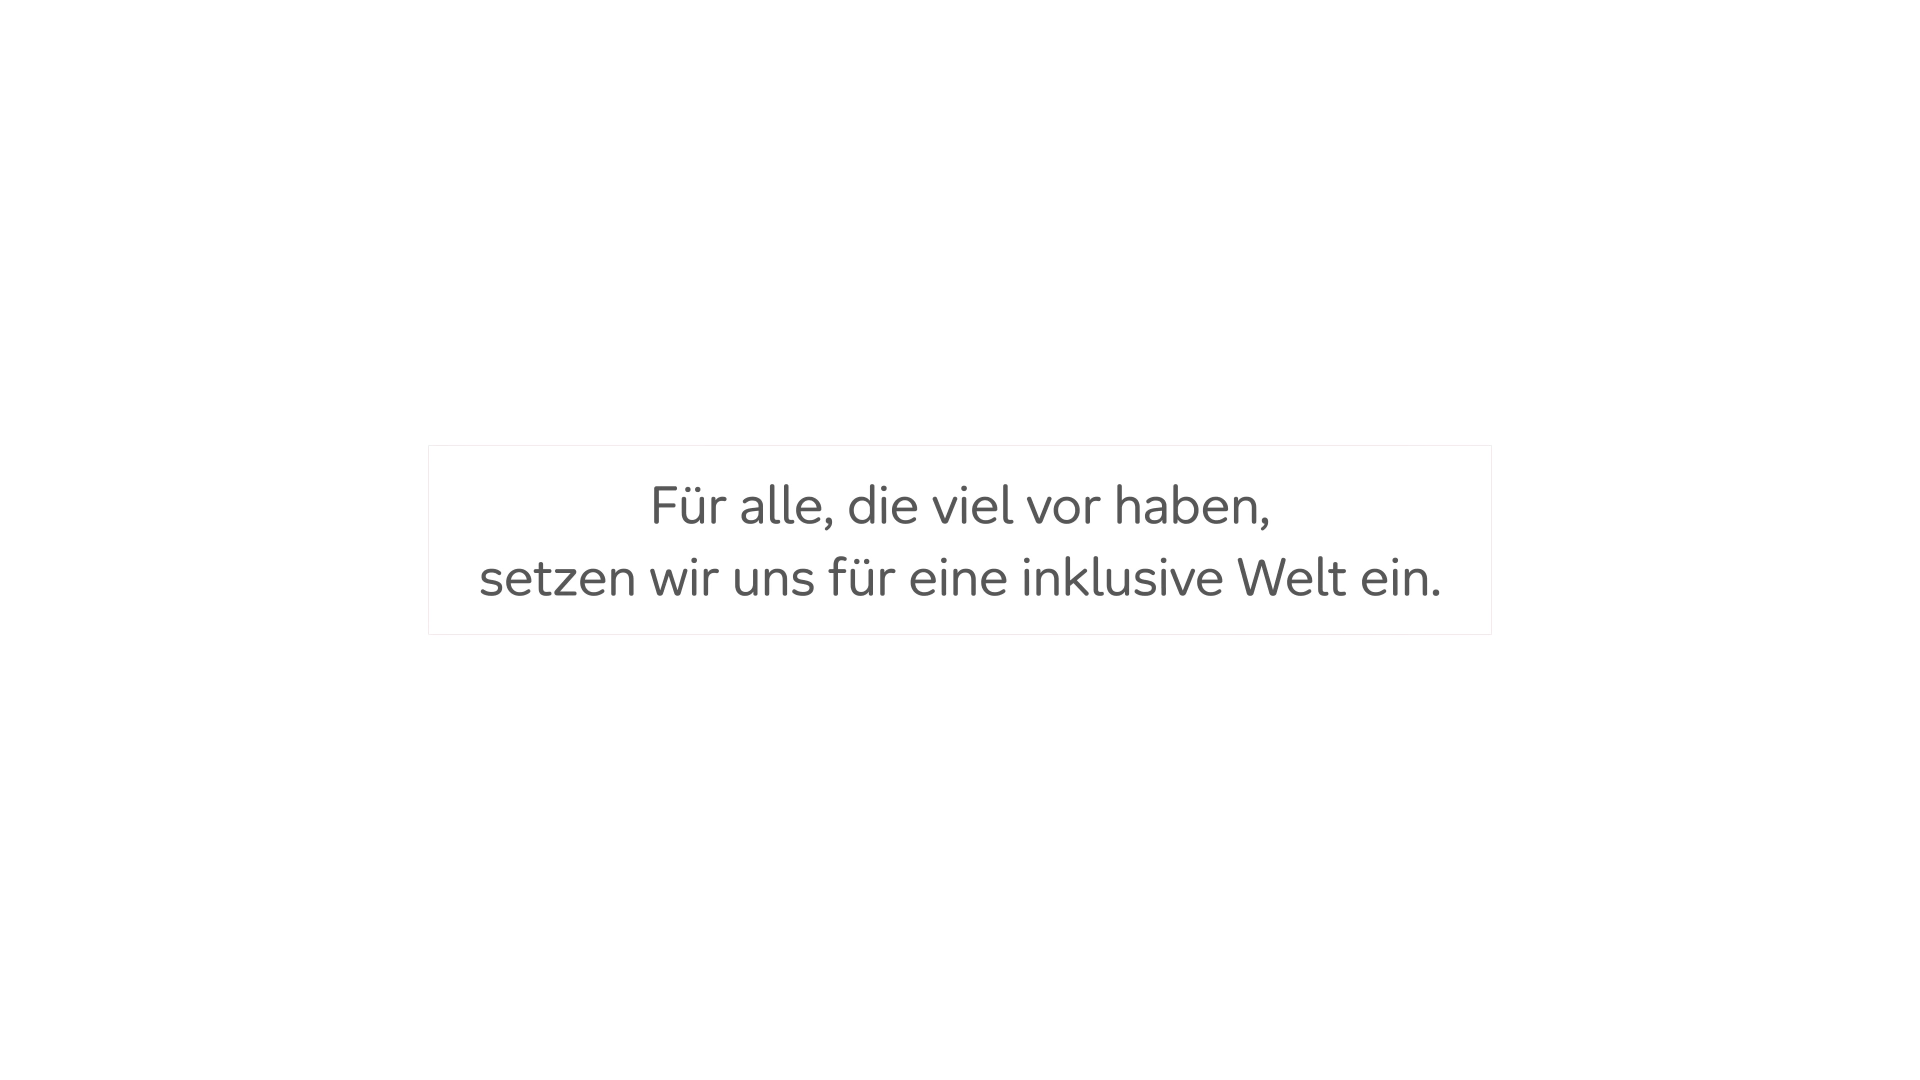 Für alle, die viel vor haben,
setzen wir uns für eine inklusive Welt ein.